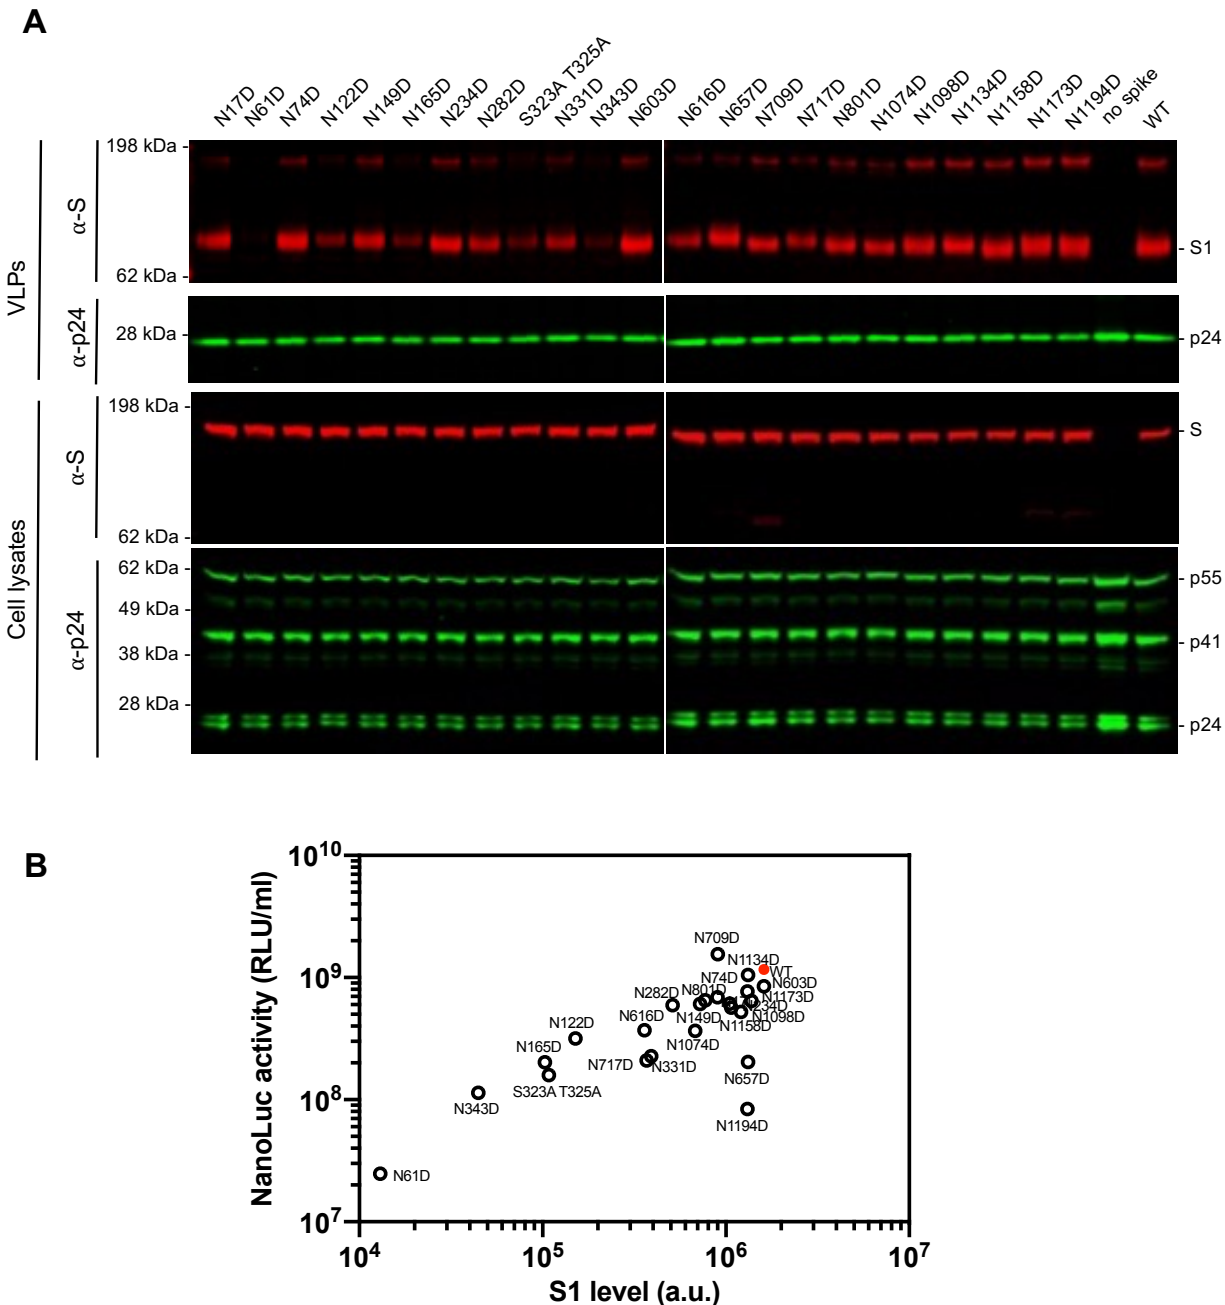 A
N17D
N61D
N74D
N122D
N149D
N165D
N234D
N282D
S323A T325A
N331D
N343D
N603D
N616D
N657D
N709D
N717D
N801D
N1074D
N1098D
N1134D
N1158D
N1173D
N1194D
no spike
WT
VLPs
α-S
198 kDa -
62 kDa -
- S1
α-p24
28 kDa -
- p24
Cell lysates
α-S
198 kDa -
62 kDa -
- S
α-p24
62 kDa -
49 kDa -
38 kDa -
28 kDa -
- p55
- p41
- p24
B
NanoLuc activity (RLU/ml)
10^10
10^9
10^8
10^7
N709D
N1134D
WT
N74D
N603D
N282D
N801D
N1173D
N234D
N616D
N149D
N1098D
N1158D
N122D
N1074D
N165D
N717D
N331D
N657D
S323A T325A
N343D
N1194D
N61D
10^4
10^5
10^6
10^7
S1 level (a.u.)